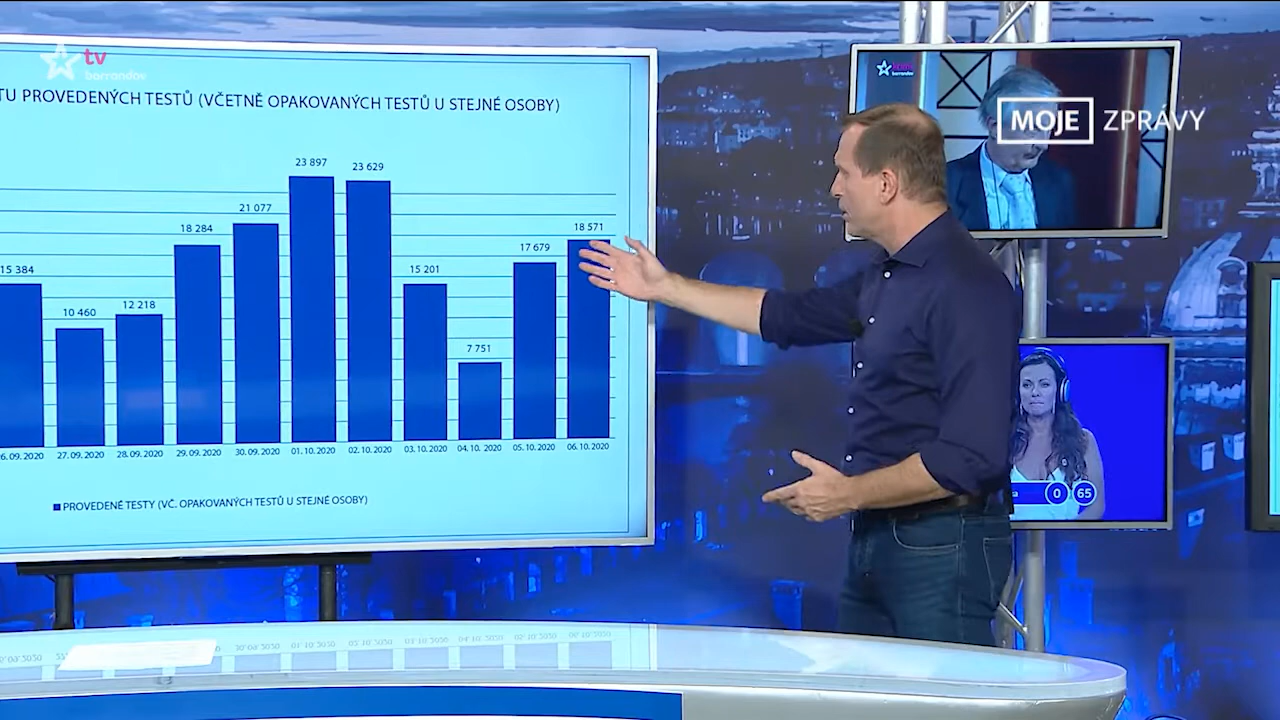 tv
barrandov
TU PROVEDENÝCH TESTŮ (VČETNĚ OPAKOVANÝCH TESTŮ U STEJNÉ OSOBY)
MOJE ZPRÁVY
23 897
23 629
21 077
18 284
18 571
17 679
15 384
15 201
12 218
10 460
7 751
26.09.2020 27.09.2020 28.09.2020 29.09.2020 30.09.2020 01.10.2020 02.10.2020 03.10.2020 04.10.2020 05.10.2020 06.10.2020
PROVEDENÉ TESTY (VČ. OPAKOVANÝCH TESTŮ U STEJNÉ OSOBY)
0 65